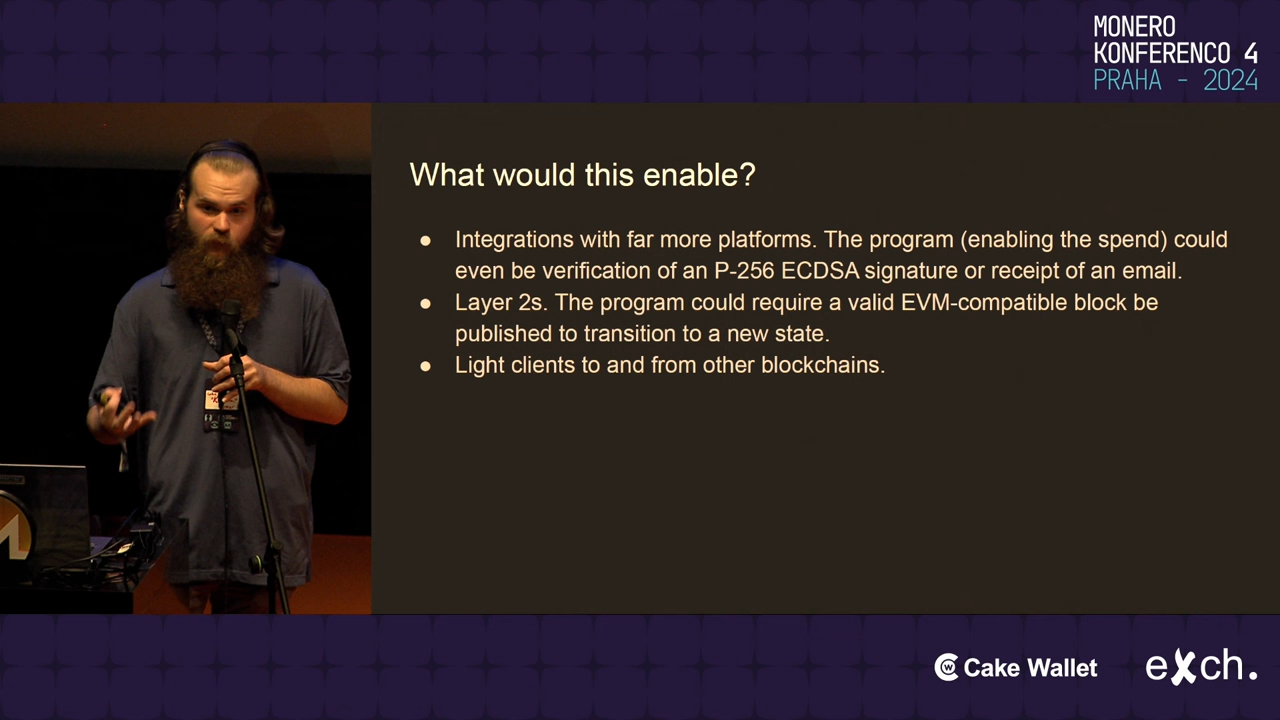 MONERO
KONFERENCO 4
PRAHA - 2024
What would this enable?
● Integrations with far more platforms. The program (enabling the spend) could
even be verification of an P-256 ECDSA signature or receipt of an email.
● Layer 2s. The program could require a valid EVM-compatible block be
published to transition to a new state.
● Light clients to and from other blockchains.
Cake Wallet
eXch.